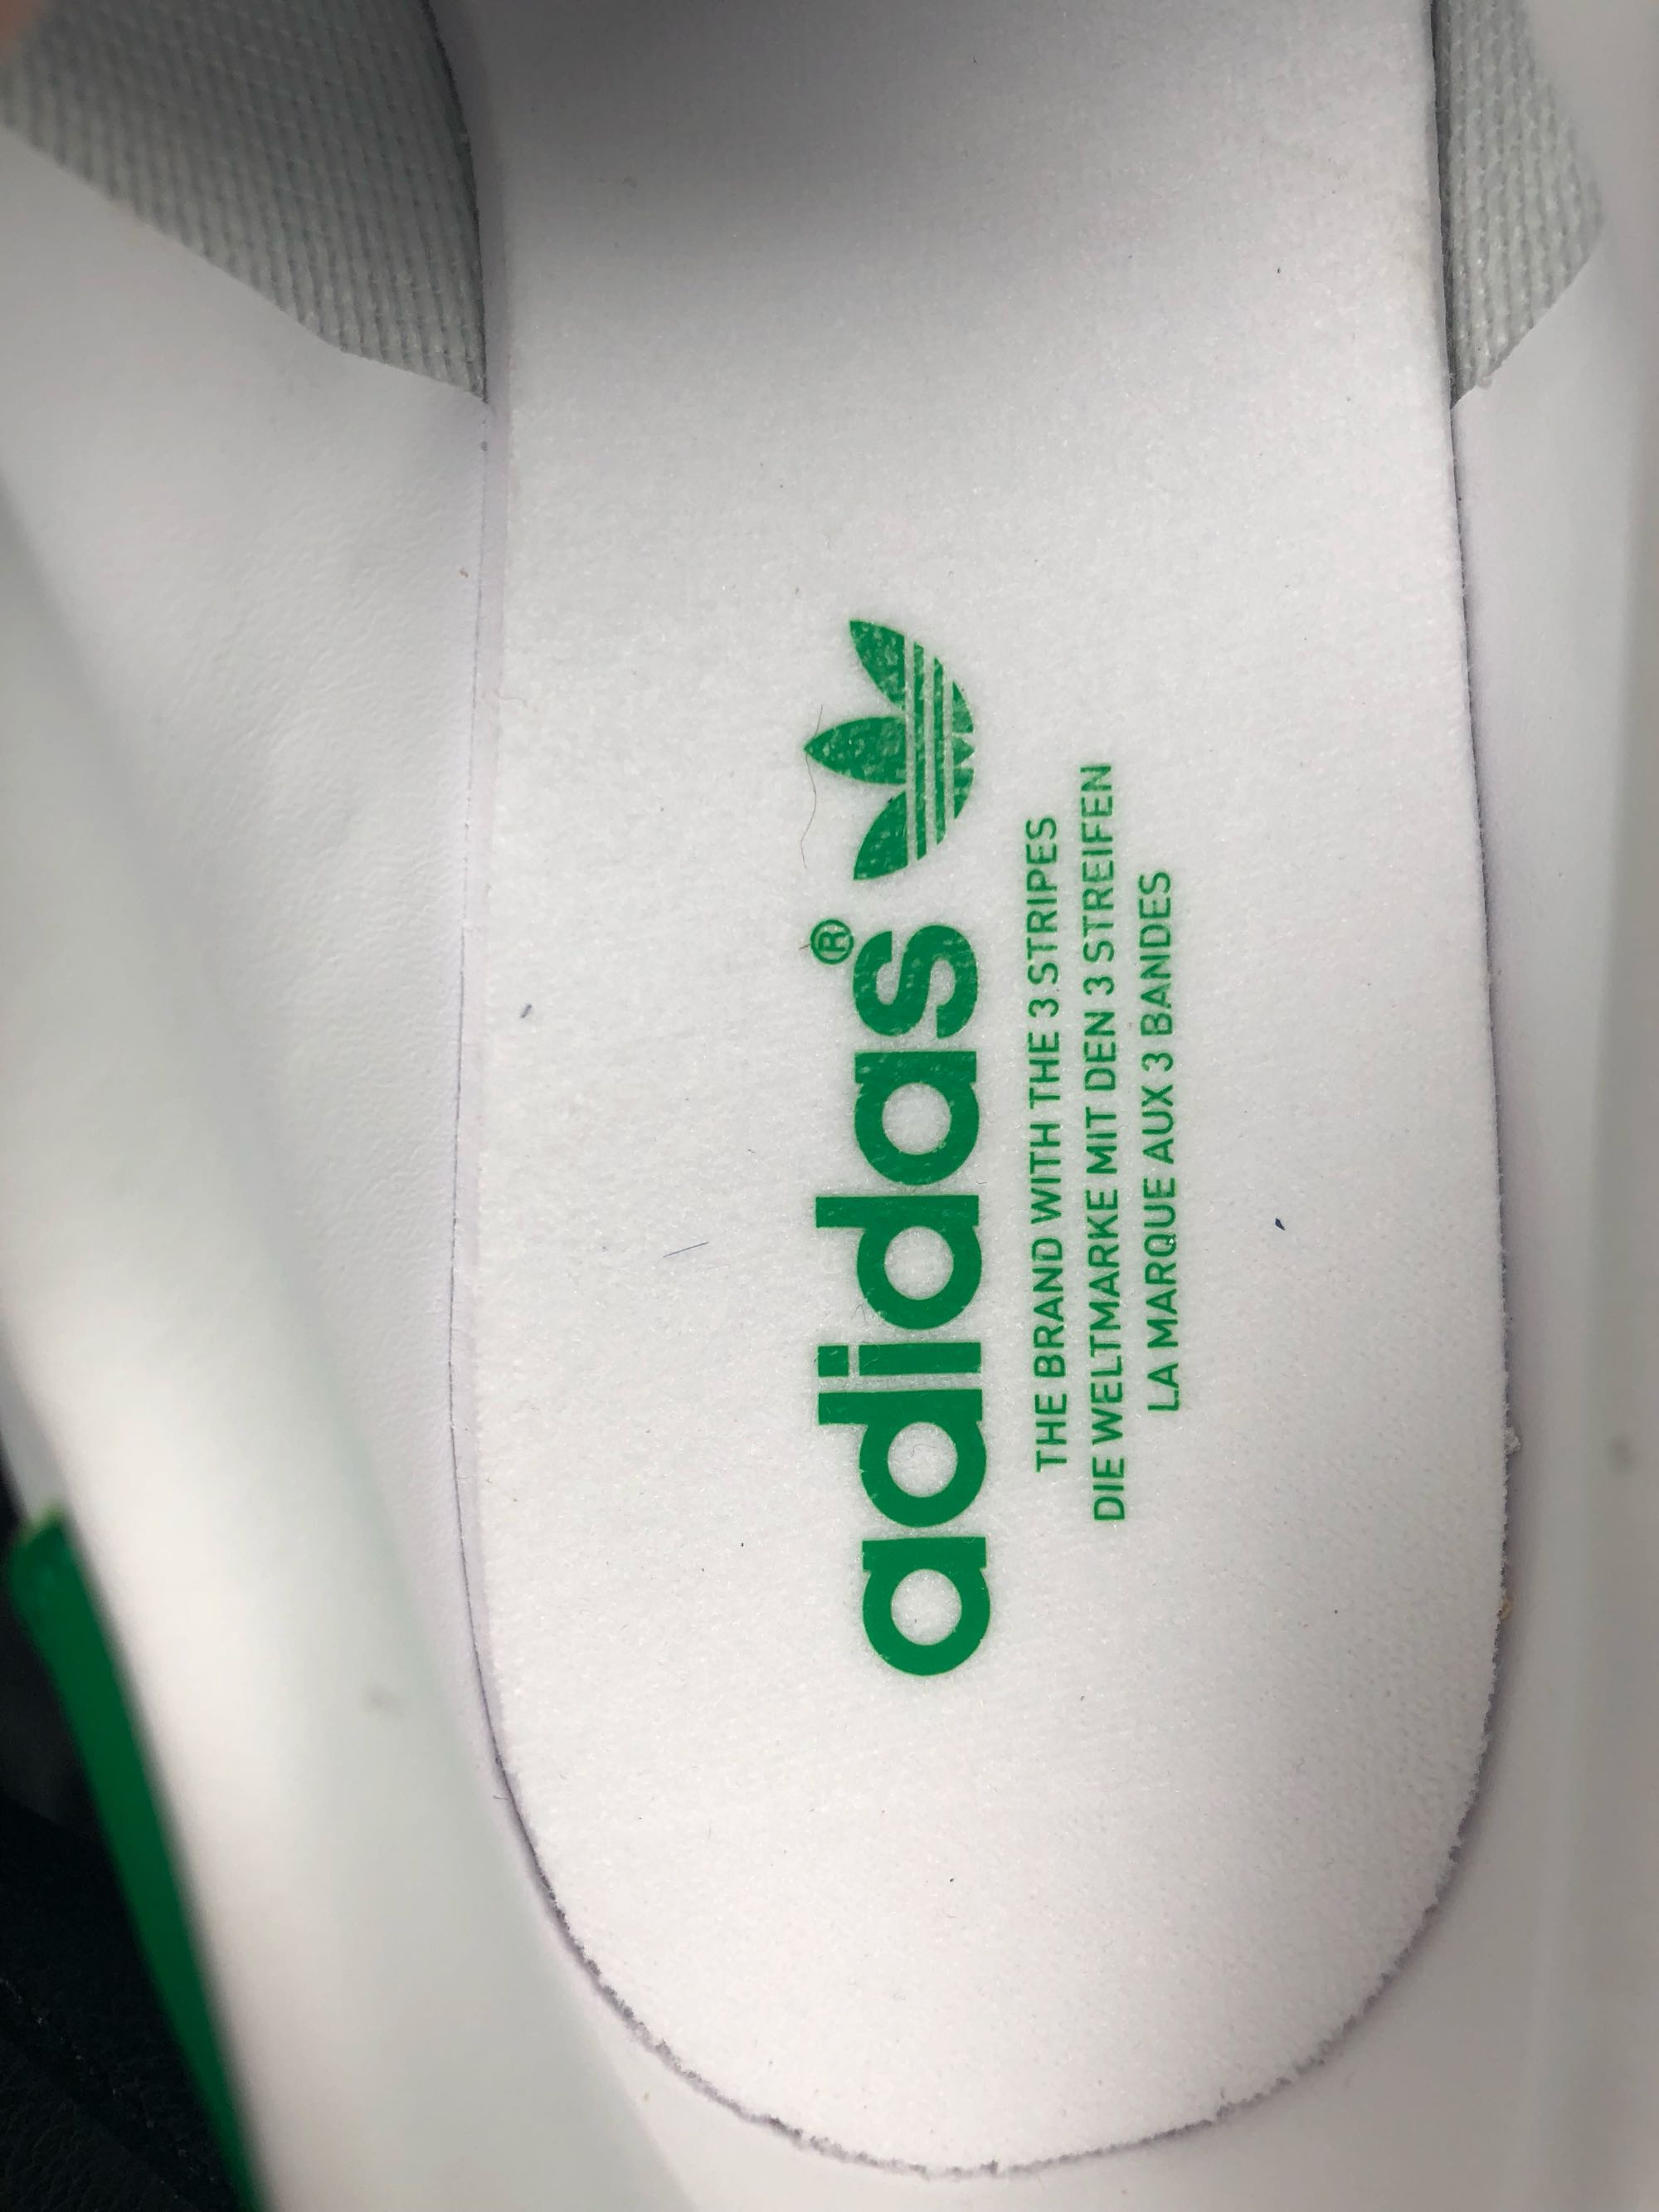 adidas®
THE BRAND WITH THE 3 STRIPES
DIE WELTMARKE MIT DEN 3 STREIFEN
LA MARQUE AUX 3 BANDES